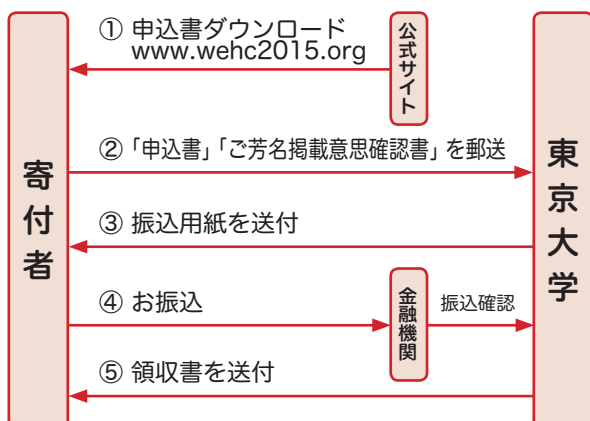 ① 申込書ダウンロード
www.wehc2015.org
公式サイト
寄付者
東京大学
②「申込書」「ご芳名掲載意思確認書」を郵送
③ 振込用紙を送付
④ お振込
金融機関
振込確認
⑤ 領収書を送付